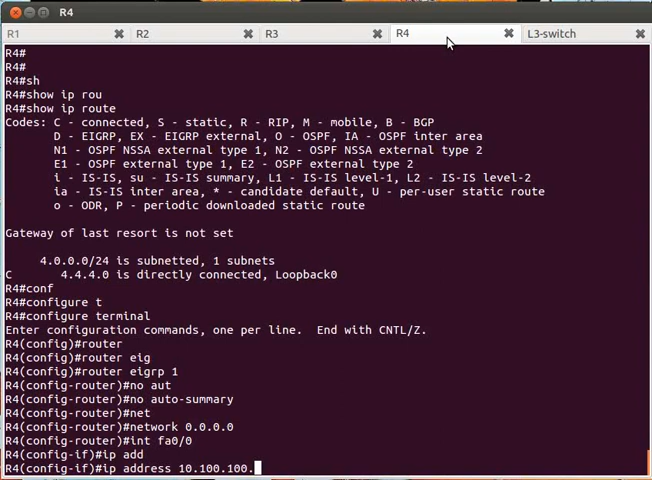 R4
R1
R2
R3
R4
L3-switch
R4#
R4#
R4#sh
R4#show ip rou
R4#show ip route
Codes: C - connected, S - static, R - RIP, M - mobile, B - BGP
D - EIGRP, EX - EIGRP external, O - OSPF, IA - OSPF inter area
N1 - OSPF NSSA external type 1, N2 - OSPF NSSA external type 2
E1 - OSPF external type 1, E2 - OSPF external type 2
i - IS-IS, su - IS-IS summary, L1 - IS-IS level-1, L2 - IS-IS level-2
ia - IS-IS inter area, * - candidate default, U - per-user static route
o - ODR, P - periodic downloaded static route
Gateway of last resort is not set
4.0.0.0/24 is subnetted, 1 subnets
C 4.4.4.0 is directly connected, Loopback0
R4#conf
R4#configure t
R4#configure terminal
Enter configuration commands, one per line. End with CNTL/Z.
R4(config)#router
R4(config)#router eig
R4(config)#router eigrp 1
R4(config-router)#no aut
R4(config-router)#no auto-summary
R4(config-router)#net
R4(config-router)#network 0.0.0.0
R4(config-router)#int fa0/0
R4(config-if)#ip add
R4(config-if)#ip address 10.100.100.